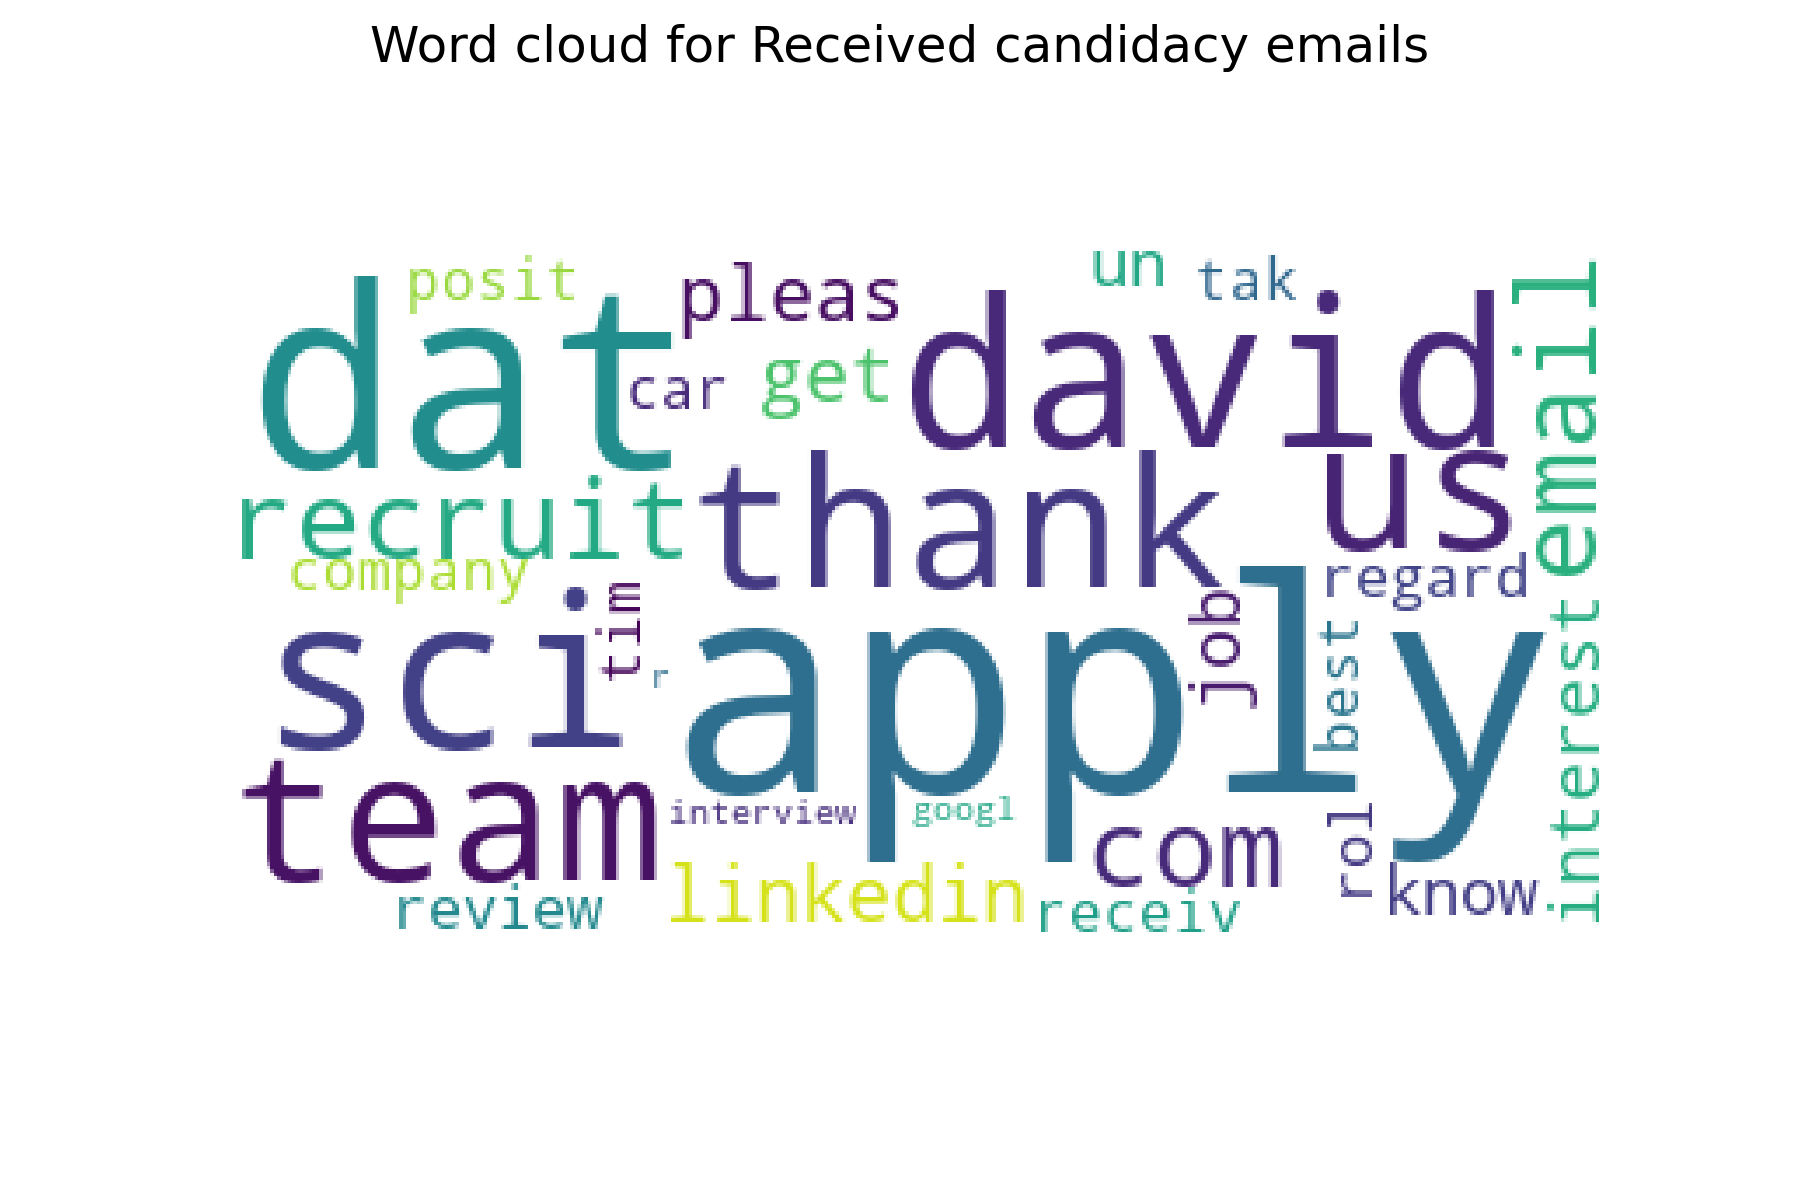 Word cloud for Received candidacy emails
posit
pleas
un
tak
email
dat
car
get
david
recruit
thank
us
company
regard
sci
tim
r
apply
job
best
interest
team
interview
googl
com
rol
know
review
linkedin
receiv